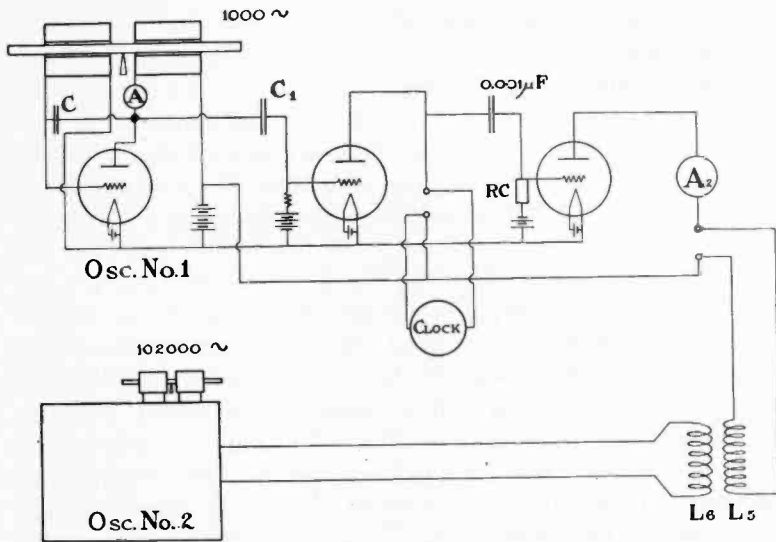 1000 ~
A
C
C1
0.001µF
RC
A2
Osc. No. 1
CLOCK
102000 ~
Osc. No. 2
L6 L5